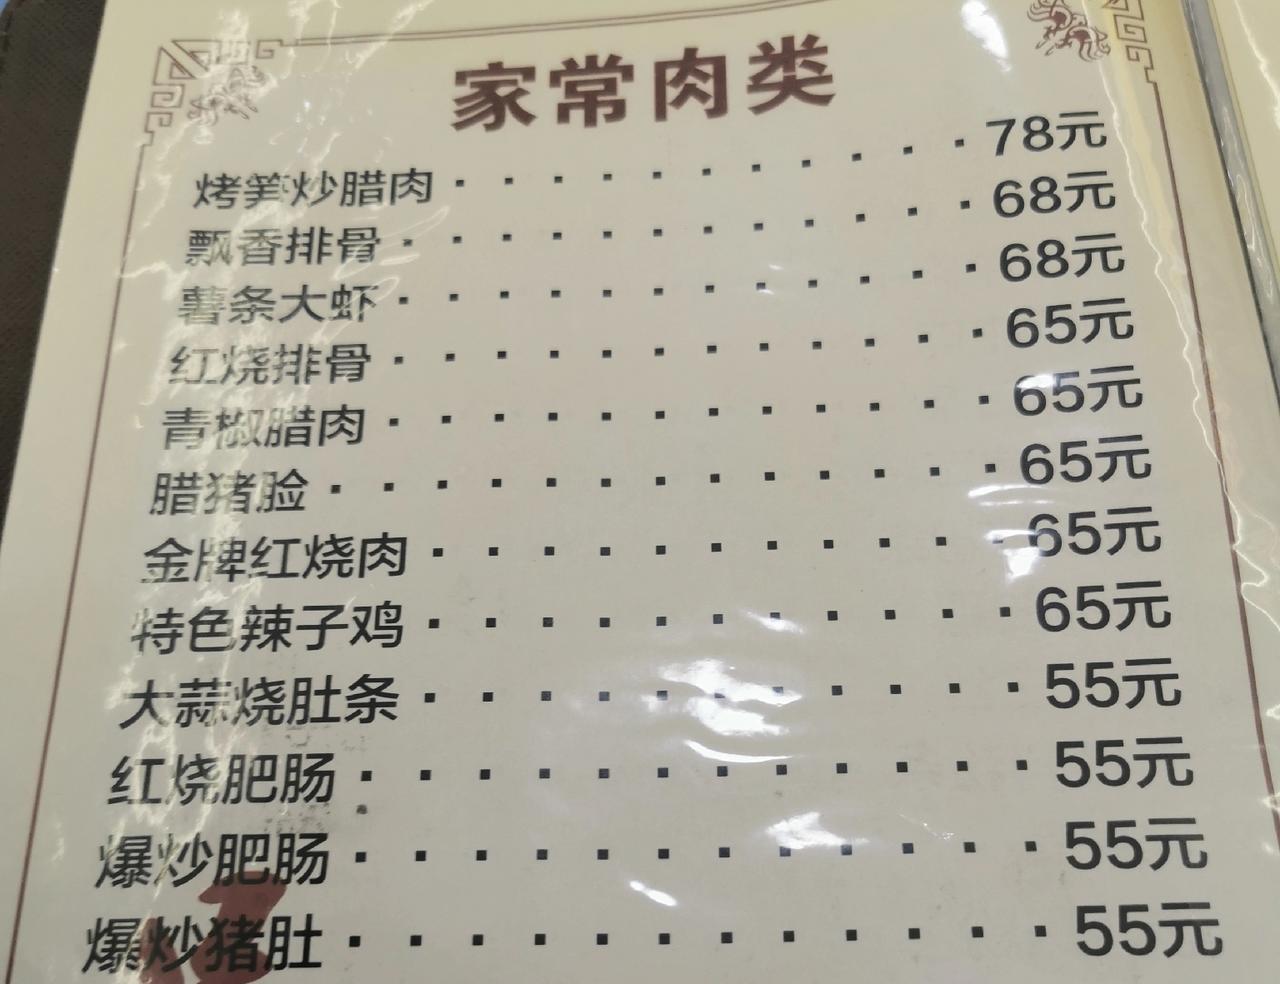 家常肉类
烤笋炒腊肉 · · · · · · · · · · · 78元
飘香排骨 · · · · · · · · · · · · 68元
薯条大虾 · · · · · · · · · · · · 68元
红烧排骨 · · · · · · · · · · · · 65元
青椒腊肉 · · · · · · · · · · · · 65元
腊猪脸 · · · · · · · · · · · · · 65元
金牌红烧肉 · · · · · · · · · · · 65元
特色辣子鸡 · · · · · · · · · · · 65元
大蒜烧肚条 · · · · · · · · · · · 55元
红烧肥肠 · · · · · · · · · · · · 55元
爆炒肥肠 · · · · · · · · · · · · 55元
爆炒猪肚 · · · · · · · · · · · · 55元